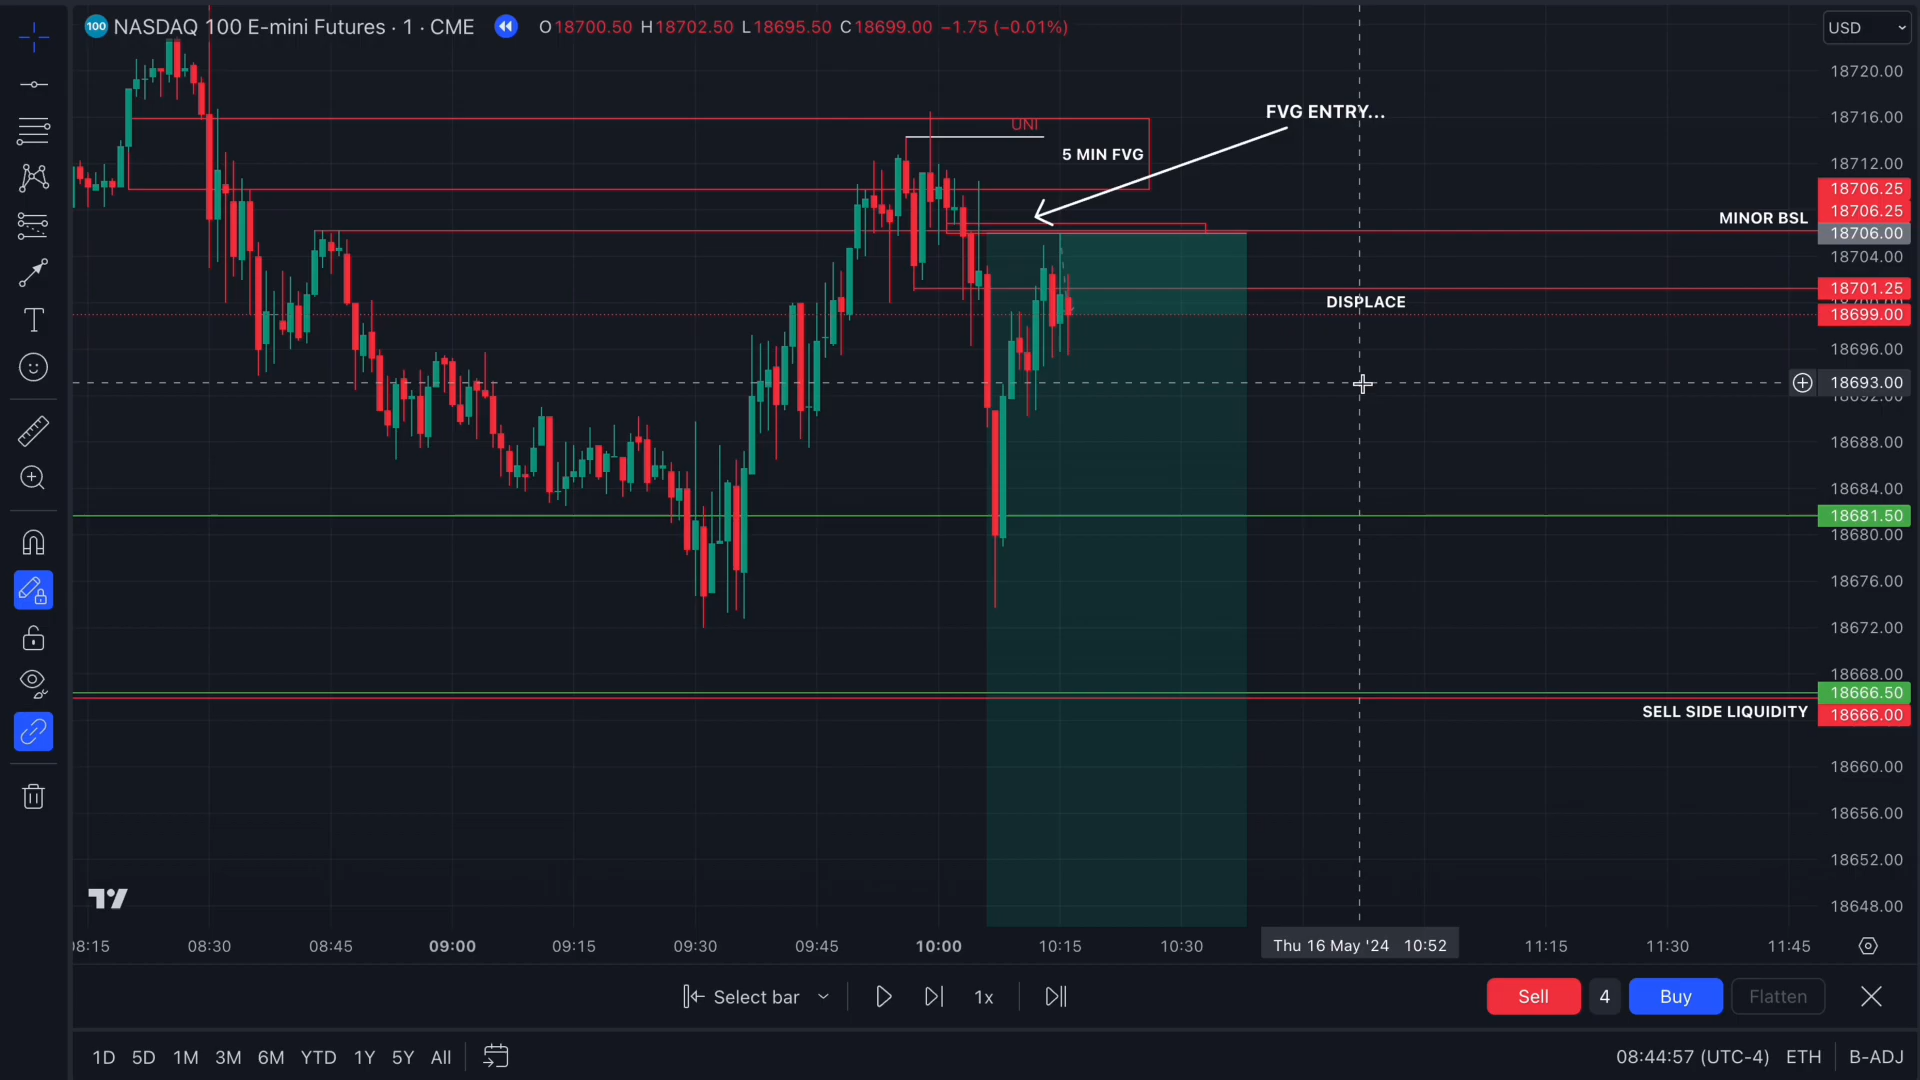 100 NASDAQ 100 E-mini Futures · 1 · CME O18700.50 H18702.50 L18695.50 C18699.00 −1.75 (−0.01%)
USD
18720.00
FVG ENTRY...
18716.00
UNI
5 MIN FVG
18712.00
18706.25
18706.25
MINOR BSL
18706.00
18704.00
18701.25
DISPLACE
18699.00
18696.00
18693.00
18692.00
18688.00
18684.00
18681.50
18680.00
18676.00
18672.00
18668.00
18666.50
SELL SIDE LIQUIDITY 18666.00
18660.00
18656.00
18652.00
18648.00
08:15 08:30 08:45 09:00 09:15 09:30 09:45 10:00 10:15 10:30 Thu 16 May '24 10:52 11:15 11:30 11:45
Select bar 1x Sell 4 Buy Flatten
1D 5D 1M 3M 6M YTD 1Y 5Y All 08:44:57 (UTC-4) ETH B-ADJ